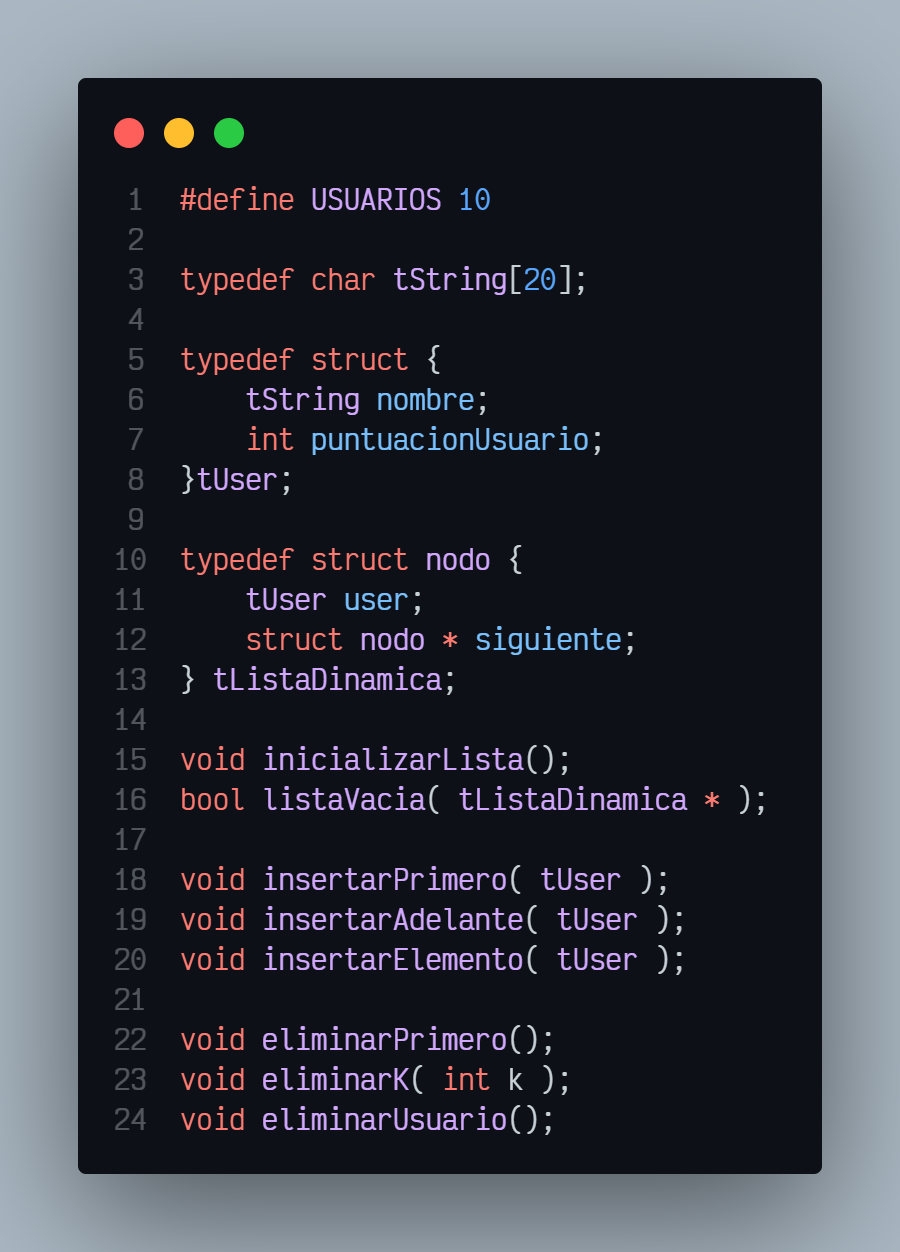 1 #define USUARIOS 10
2
3 typedef char tString[20];
4
5 typedef struct {
6     tString nombre;
7     int puntuacionUsuario;
8 }tUser;
9
10 typedef struct nodo {
11     tUser user;
12     struct nodo * siguiente;
13 } tListaDinamica;
14
15 void inicializarLista();
16 bool listaVacia( tListaDinamica * );
17
18 void insertarPrimero( tUser );
19 void insertarAdelante( tUser );
20 void insertarElemento( tUser );
21
22 void eliminarPrimero();
23 void eliminarK( int k );
24 void eliminarUsuario();